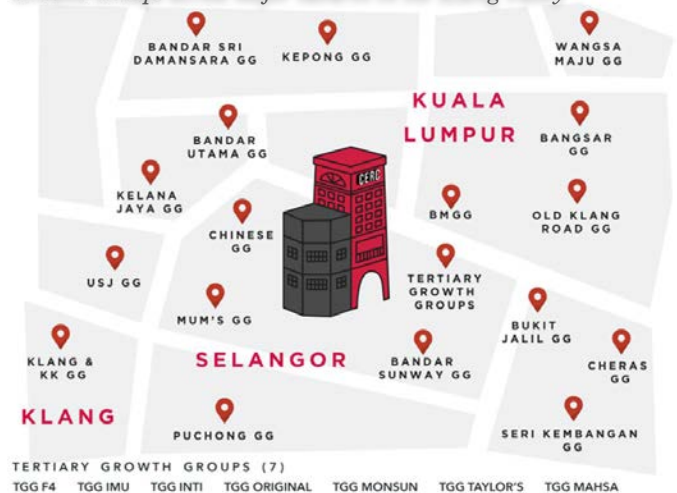 BANDAR SRI
DAMANSARA GG
KEPONG GG
WANGSA
MAJU GG
KUALA
LUMPUR
BANDAR
UTAMA GG
BANGSAR
GG
KELANA
JAYA GG
CERC
CHINESE
GG
BMGG
OLD KLANG
ROAD GG
USJ GG
TERTIARY
GROWTH
GROUPS
MUM'S GG
BUKIT
JALIL GG
KLANG &
KK GG
SELANGOR
BANDAR
SUNWAY GG
CHERAS
GG
KLANG
PUCHONG GG
SERI KEMBANGAN
GG
TERTIARY GROWTH GROUPS (7)
TGG F4 TGG IMU TGG INTI TGG ORIGINAL TGG MONSUN TGG TAYLOR'S TGG MAHSA